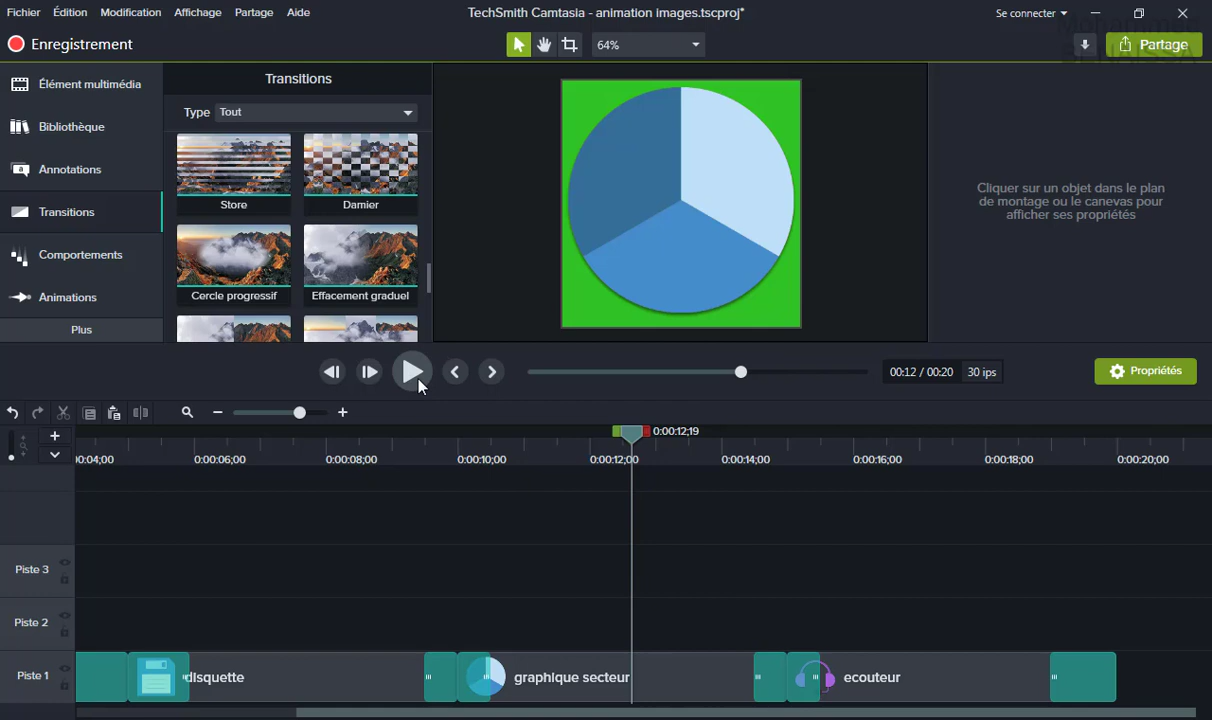 Fichier Édition Modification Affichage Partage Aide
TechSmith Camtasia - animation images.tscproj*
Se connecter
Enregistrement
64%
Partage
Élément multimédia
Bibliothèque
Annotations
Transitions
Comportements
Animations
Plus
Transitions
Type Tout
Store
Damier
Cercle progressif
Effacement graduel
Cliquer sur un objet dans le plan
de montage ou le canevas pour
afficher ses propriétés
00:12 / 00:20 30 ips
Propriétés
0:00:12;19
0:00:04;00 0:00:06;00 0:00:08;00 0:00:10;00 0:00:12;00 0:00:14;00 0:00:16;00 0:00:18;00 0:00:20;00
Piste 3
Piste 2
Piste 1
disquette
graphique secteur
ecouteur